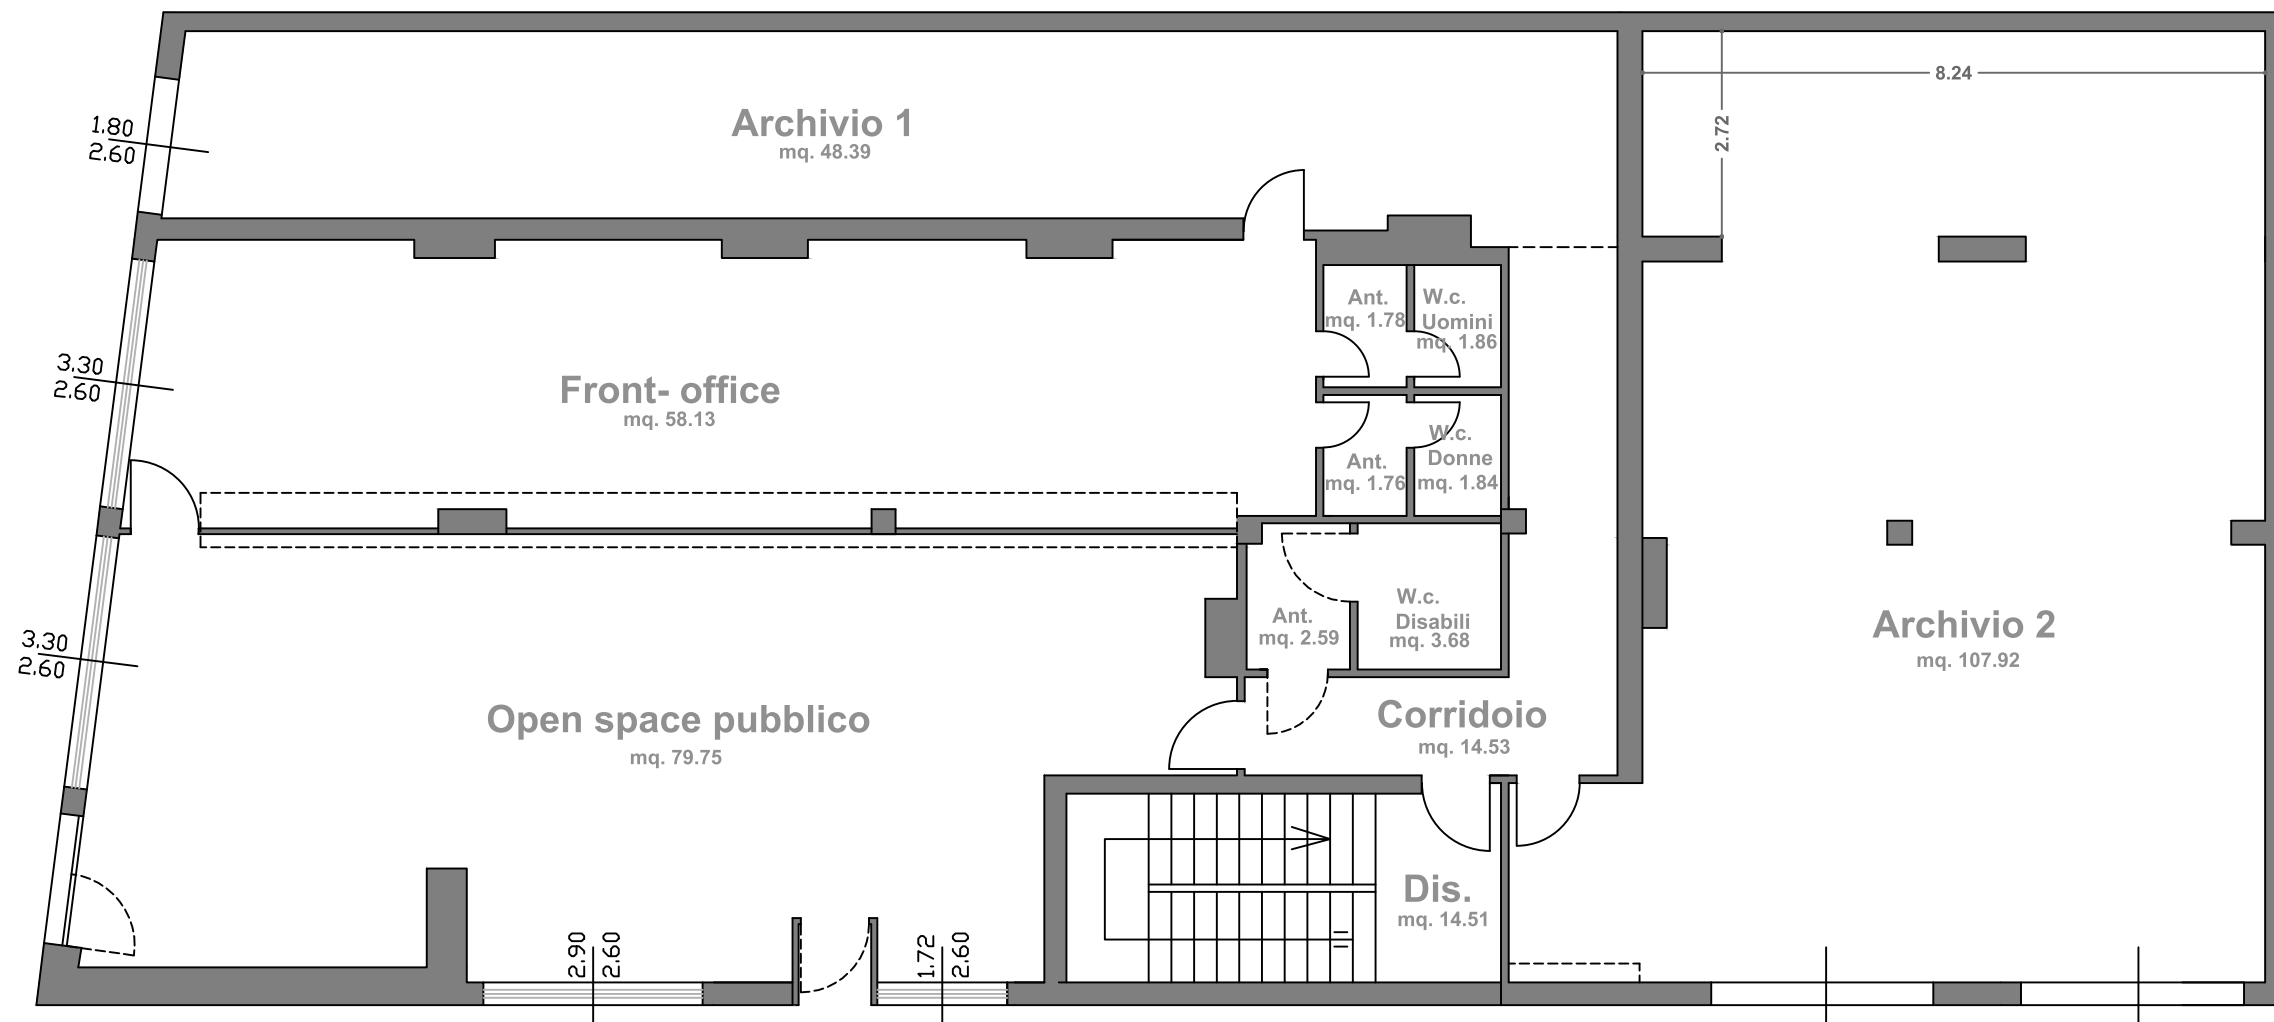 8.24
2.72
1.80
2.60
Archivio 1
mq. 48.39
3.30
2.60
Front- office
mq. 58.13
Ant.
mq. 1.78
W.c.
Uomini
mq. 1.86
Ant.
mq. 1.76
W.c.
Donne
mq. 1.84
3.30
2.60
Ant.
mq. 2.59
W.c.
Disabili
mq. 3.68
Archivio 2
mq. 107.92
Open space pubblico
mq. 79.75
Corridoio
mq. 14.53
Dis.
mq. 14.51
2.90
2.60
1.72
2.60